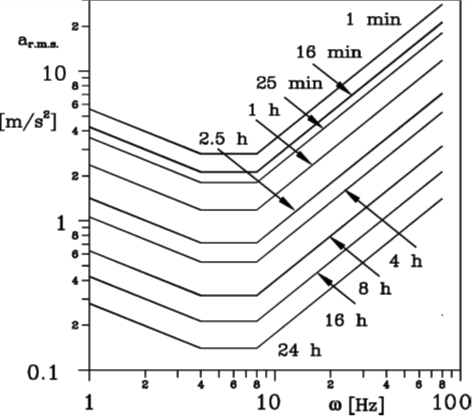 2
1 min
a r.m.s.
16 min
10
8
25 min
6
[m/s²]
4
1 h
2.5 h
2
1
8
6
4 h
4
8 h
2
16 h
24 h
0.1
1 2 4 6 8 10 2 4 6 8 100
ω [Hz]